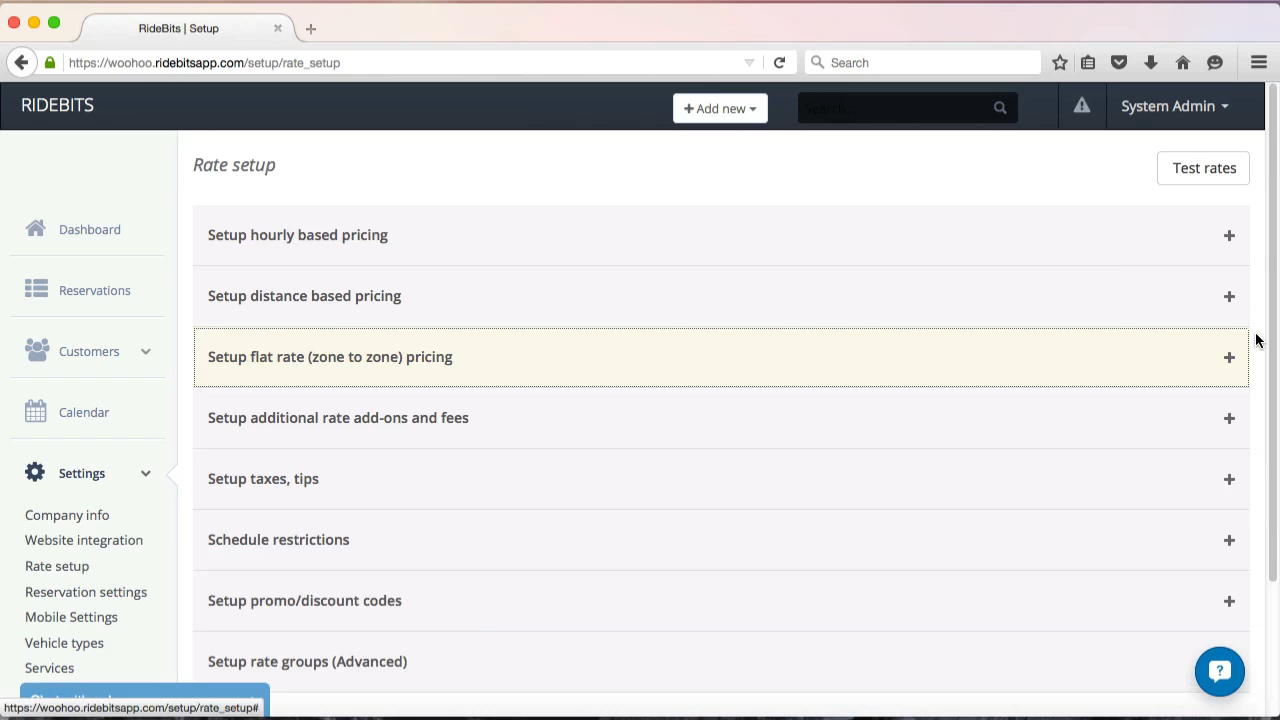 RideBits | Setup
https://woohoo.ridebitsapp.com/setup/rate_setup
Search
RIDEBITS
Add new
Search...
System Admin
Rate setup
Test rates
Dashboard
Reservations
Customers
Calendar
Settings
Company info
Website integration
Rate setup
Reservation settings
Mobile Settings
Vehicle types
Services
Setup hourly based pricing
Setup distance based pricing
Setup flat rate (zone to zone) pricing
Setup additional rate add-ons and fees
Setup taxes, tips
Schedule restrictions
Setup promo/discount codes
Setup rate groups (Advanced)
https://woohoo.ridebitsapp.com/setup/rate_setup#